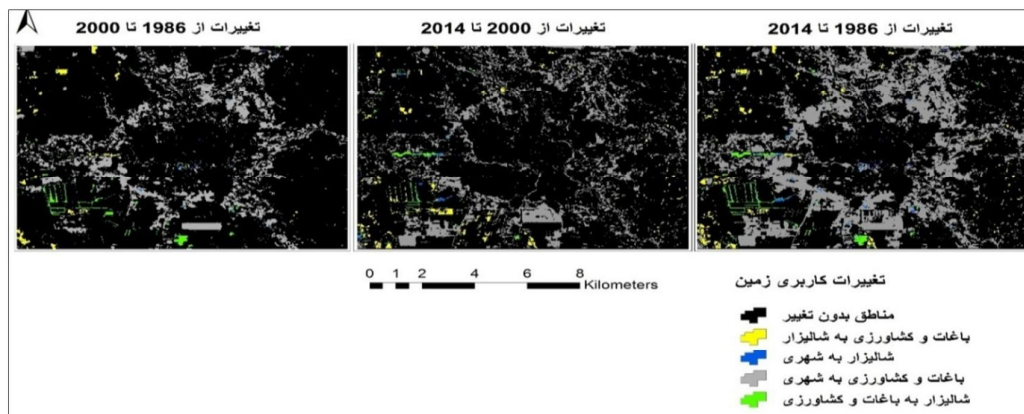 تغییرات از 1986 تا 2000
تغییرات از 2000 تا 2014
تغییرات از 1986 تا 2014
0 1 2 4 6 8
Kilometers
تغییرات کاربری زمین
مناطق بدون تغییر
باغات و کشاورزی به شالیزار
شالیزار به شهری
باغات و کشاورزی به شهری
شالیزار به باغات و کشاورزی